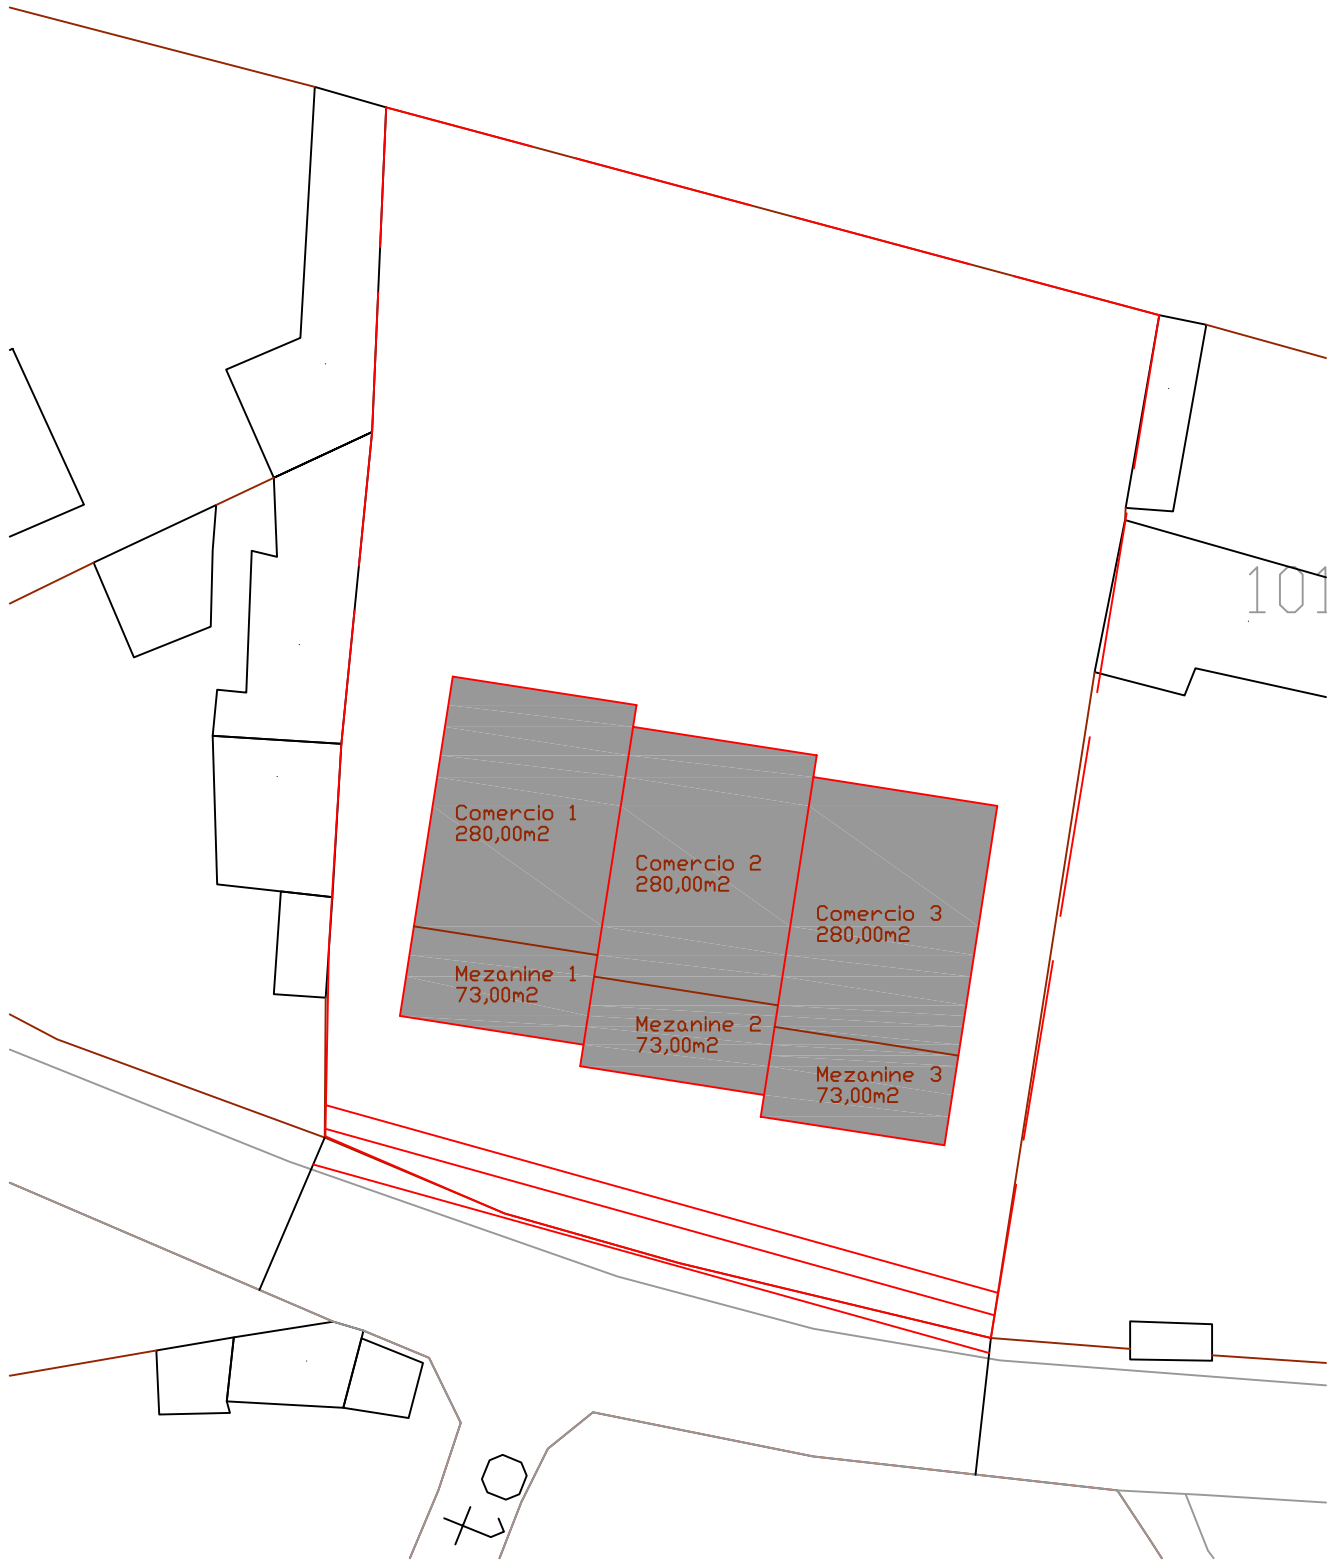 101
Comercio 1
280,00m2
Comercio 2
280,00m2
Comercio 3
280,00m2
Mezanine 1
73,00m2
Mezanine 2
73,00m2
Mezanine 3
73,00m2